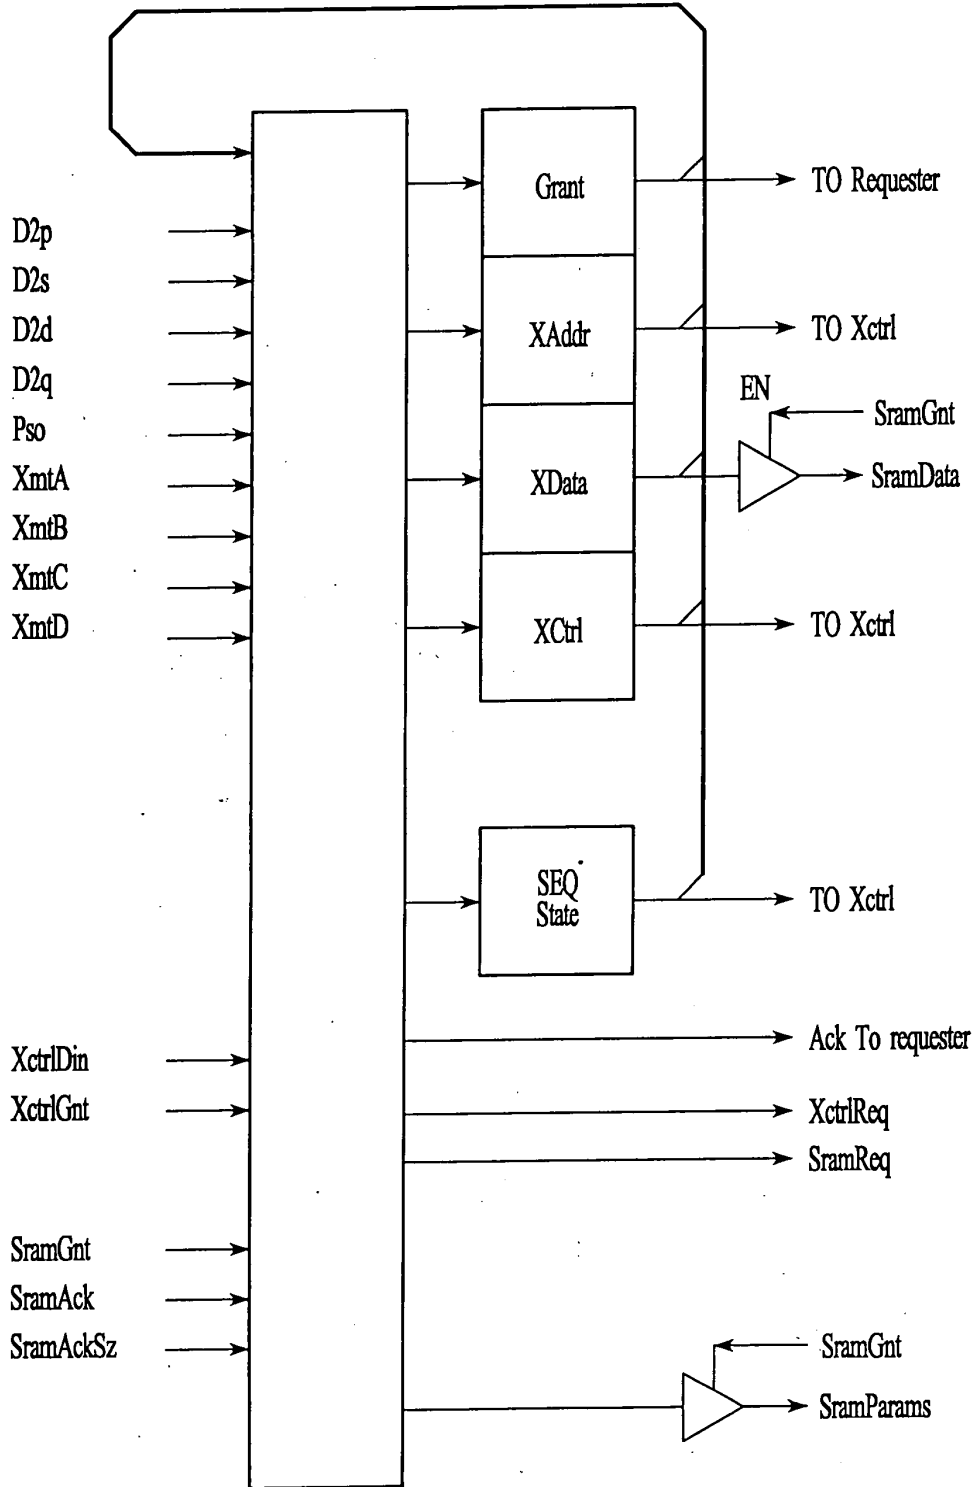 Grant
TO Requester
D2p
D2s
D2d
XAddr
TO Xctrl
D2q
EN
SramGnt
Pso
XmtA
XData
SramData
XmtB
XmtC
XmtD
XCtrl
TO Xctrl
SEQ
State
TO Xctrl
Ack To requester
XctrlDin
XctrlGnt
XctrlReq
SramReq
SramGnt
SramAck
SramAckSz
SramGnt
SramParams